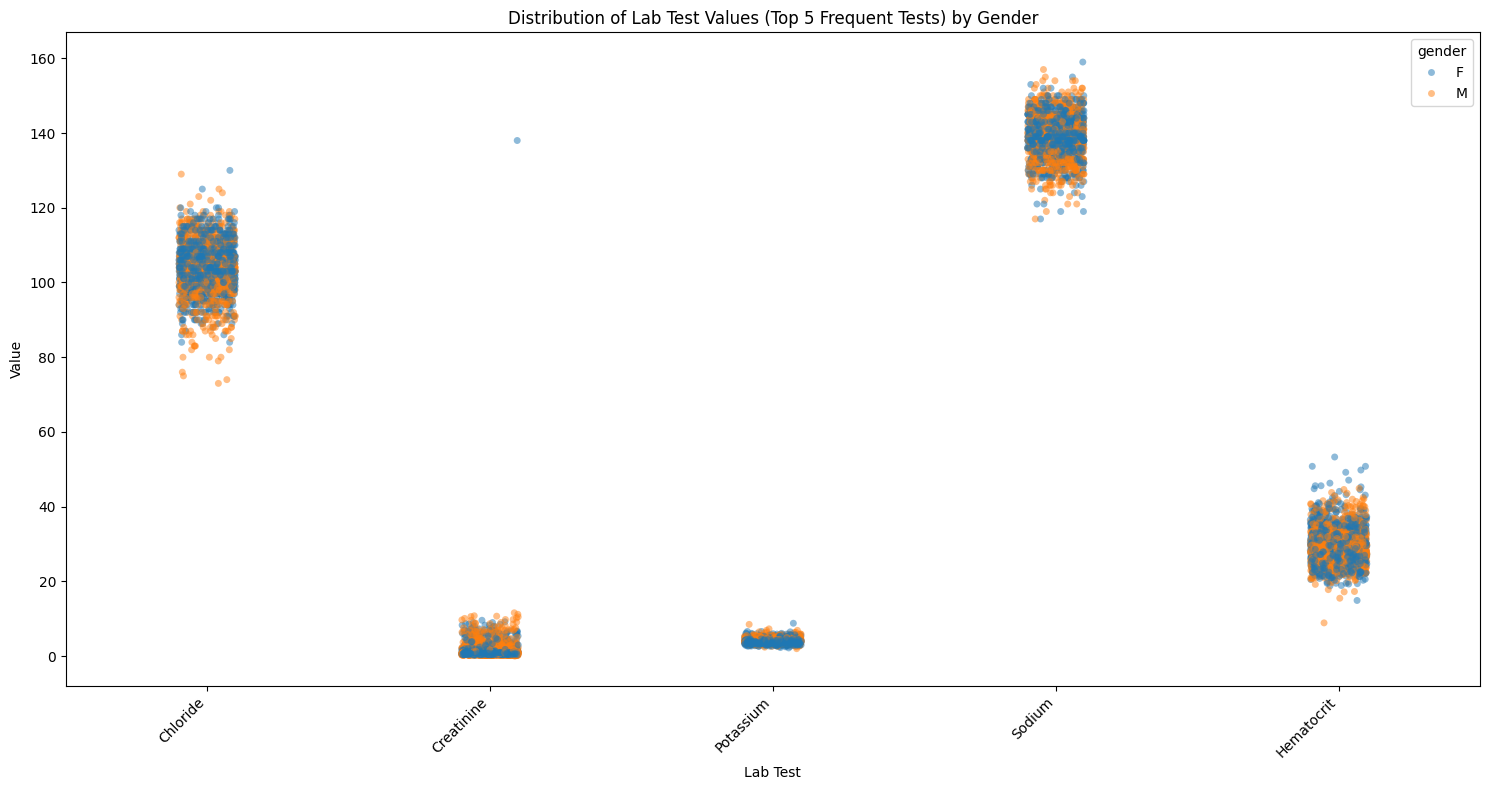 Distribution of Lab Test Values (Top 5 Frequent Tests) by Gender
gender
F
M
160
140
120
100
80
60
40
20
0
Value
Chloride
Creatinine
Potassium
Sodium
Hematocrit
Lab Test